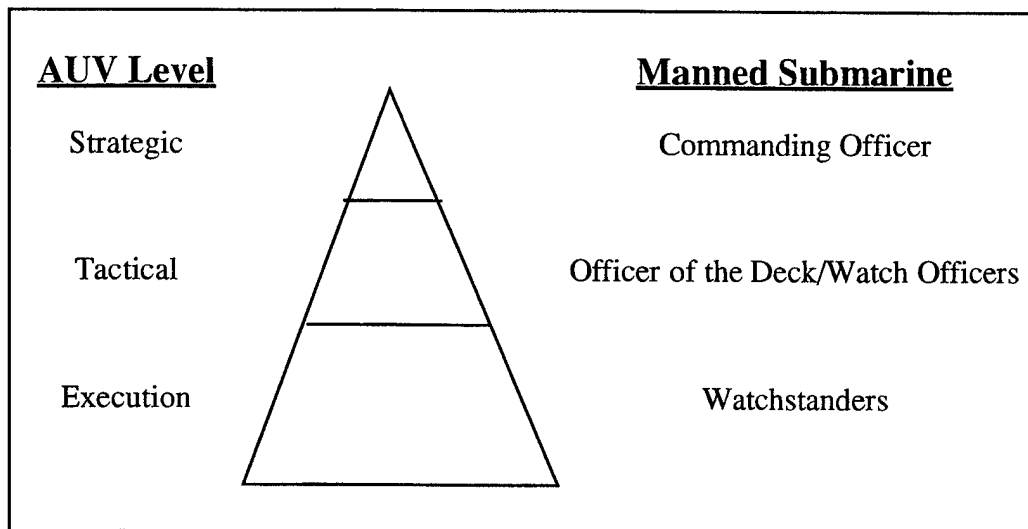 AUV Level
Manned Submarine
Strategic
Commanding Officer
Tactical
Officer of the Deck/Watch Officers
Execution
Watchstanders